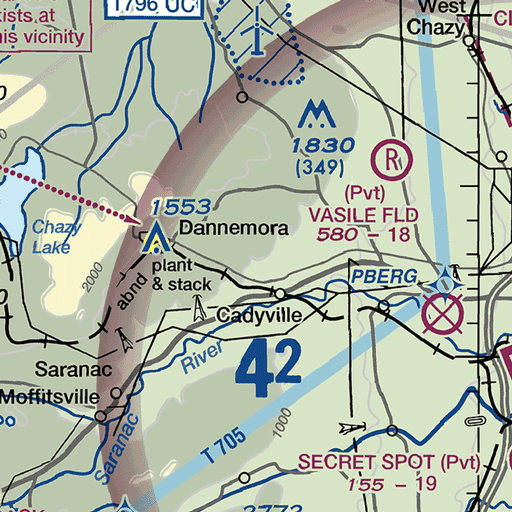 1796 UC
ists at
is vicinity
West
Chazy
1830
(349)
R
(Pvt)
VASILE FLD
580 - 18
1553
Dannemora
Chazy
Lake
plant
& stack
2000
abnd
PBERG
Cadyville
Saranac
Moffitsville
River
42
Saranac
T 705
1000
SECRET SPOT (Pvt)
155 - 19